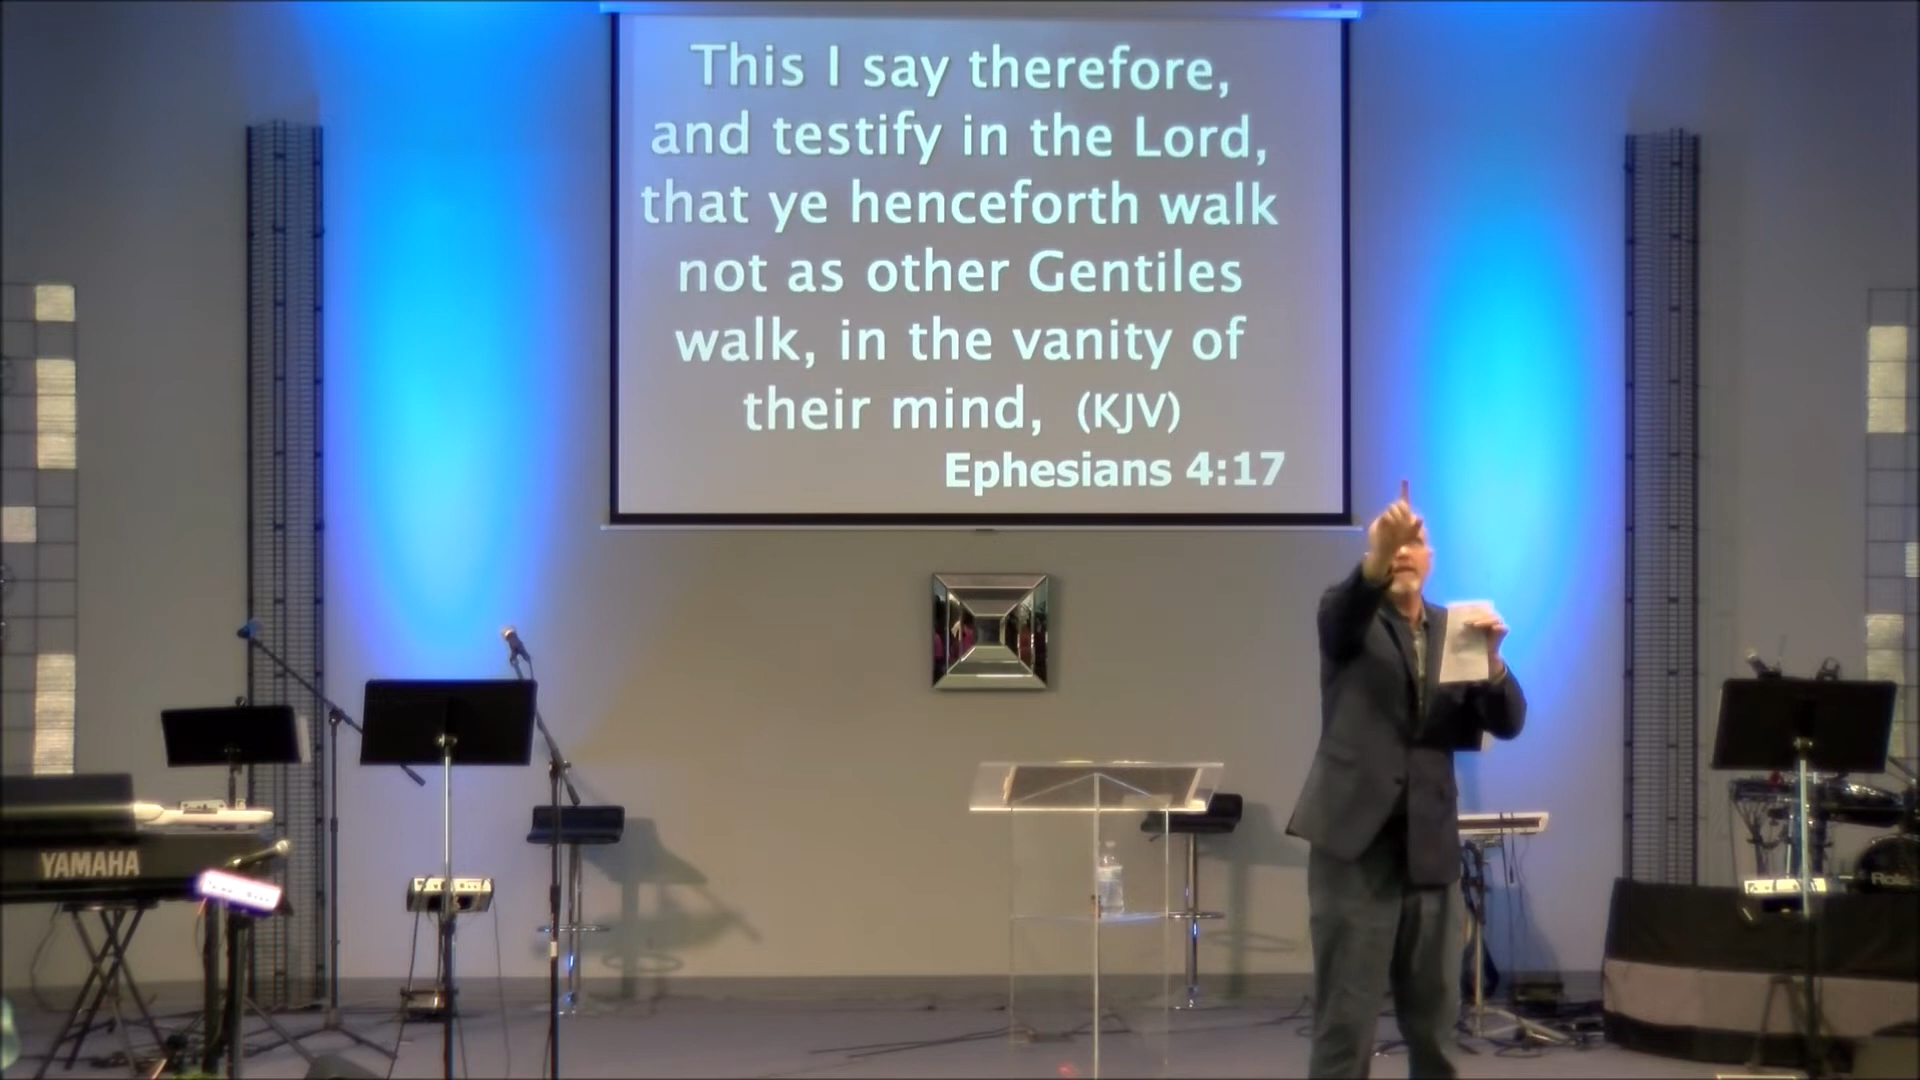 This I say therefore,
and testify in the Lord,
that ye henceforth walk
not as other Gentiles
walk, in the vanity of
their mind, (KJV)
Ephesians 4:17
YAMAHA